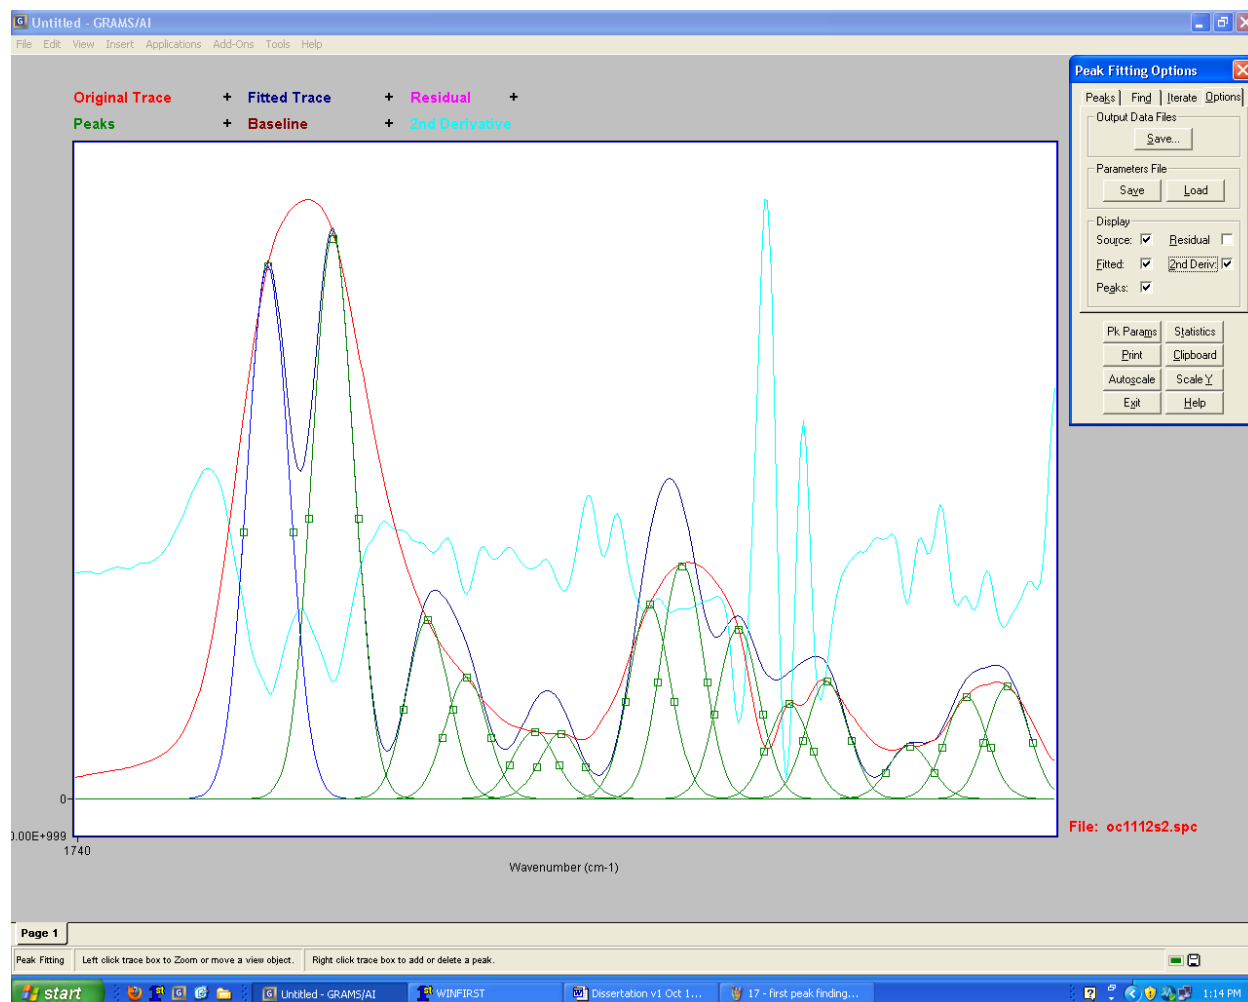 Untitled - GRAMS/AI
File Edit View Insert Applications Add-Ons Tools Help
Original Trace + Fitted Trace + Residual +
Peaks + Baseline + 2nd Derivative
0
0.00E+999
1740
Wavenumber (cm-1)
File: oc1112s2.spc
Peak Fitting Options
Peaks Find Iterate Options
Output Data Files
Save...
Parameters File
Save Load
Display
Source: Residual
Fitted: 2nd Deriv:
Peaks:
Pk Params Statistics
Print Clipboard
Autoscale Scale Y
Exit Help
Page 1
Peak Fitting Left click trace box to Zoom or move a view object. Right click trace box to add or delete a peak.
start Untitled - GRAMS/AI WINFIRST Dissertation v1 Oct 1... 17 - first peak finding... 1:14 PM